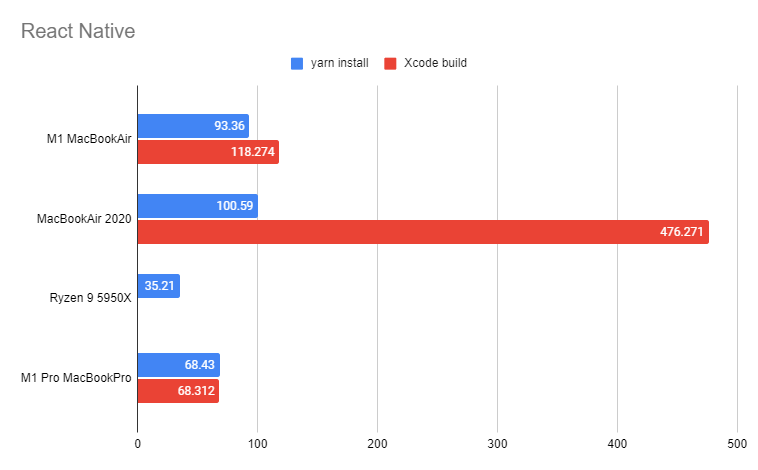 React Native
yarn install Xcode build
M1 MacBookAir 93.36
118.274
MacBookAir 2020 100.59
476.271
Ryzen 9 5950X 35.21
M1 Pro MacBookPro 68.43
68.312
0 100 200 300 400 500